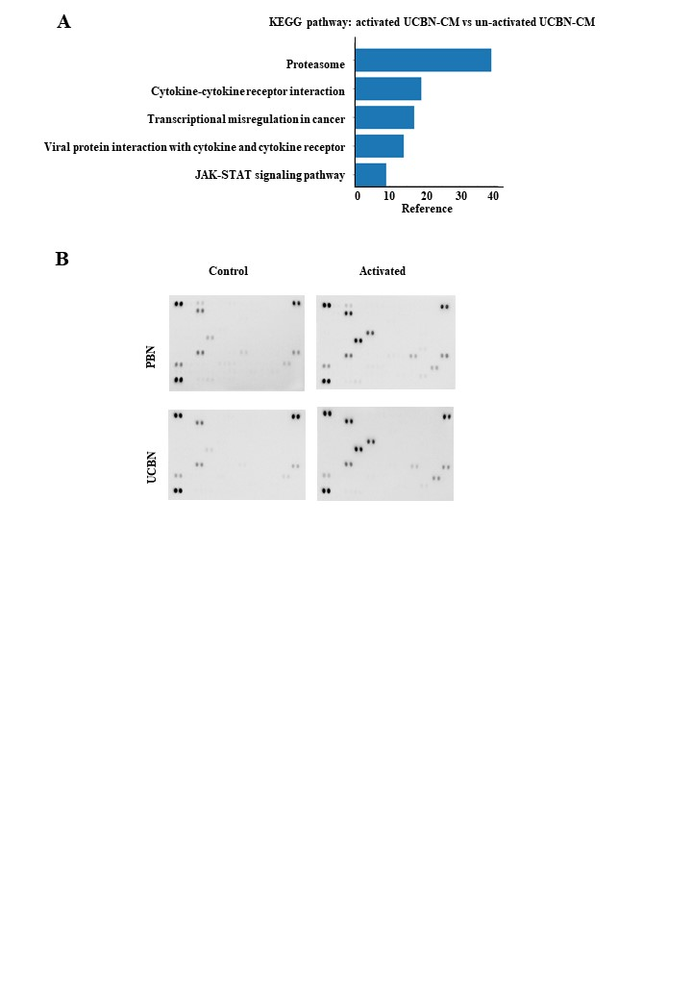 A
KEGG pathway: activated UCBN-CM vs un-activated UCBN-CM
Proteasome
Cytokine-cytokine receptor interaction
Transcriptional misregulation in cancer
Viral protein interaction with cytokine and cytokine receptor
JAK-STAT signaling pathway
0 10 20 30 40
Reference
B
Control Activated
PBN
UCBN